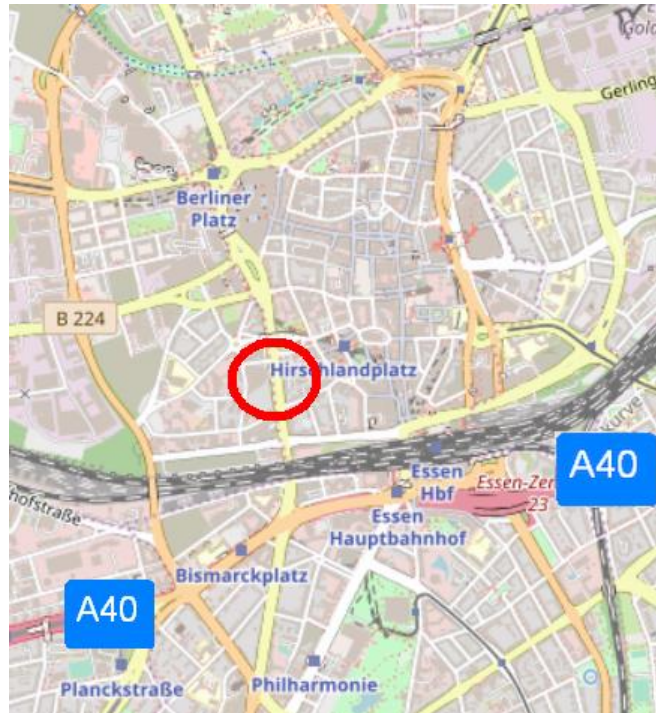 Gerling
Berliner
Platz
B 224
Hirschlandplatz
A40
Essen
Hbf
Essen-Zen
23
Essen
Hauptbahnhof
kurve
hofstraße
Bismarckplatz
A40
Planckstraße
Philharmonie